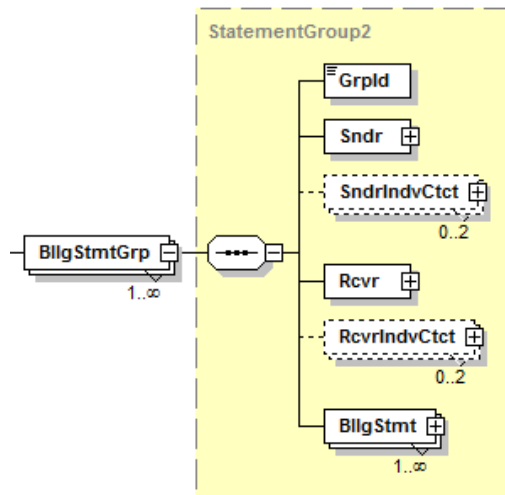 StatementGroup2
GrpId
Sndr
SndrIndvCtct
0..2
BllgStmtGrp
1..∞
Rcvr
RcvrIndvCtct
0..2
BllgStmt
1..∞